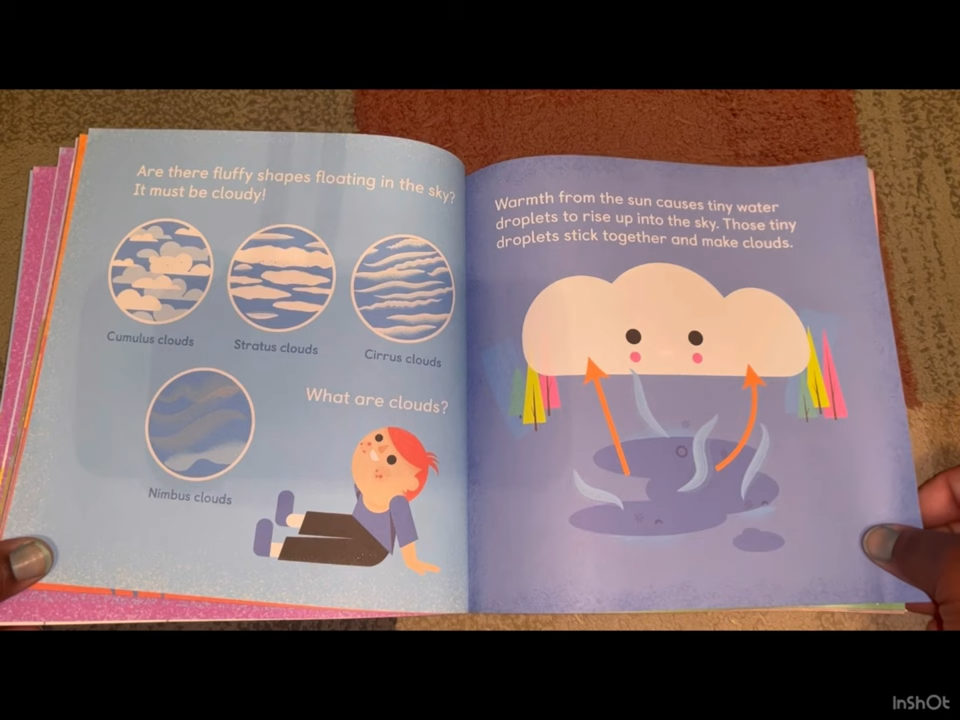 Are there fluffy shapes floating in the sky?
It must be cloudy!
Cumulus clouds
Stratus clouds
Cirrus clouds
What are clouds?
Nimbus clouds
Warmth from the sun causes tiny water
droplets to rise up into the sky. Those tiny
droplets stick together and make clouds.
InShOt